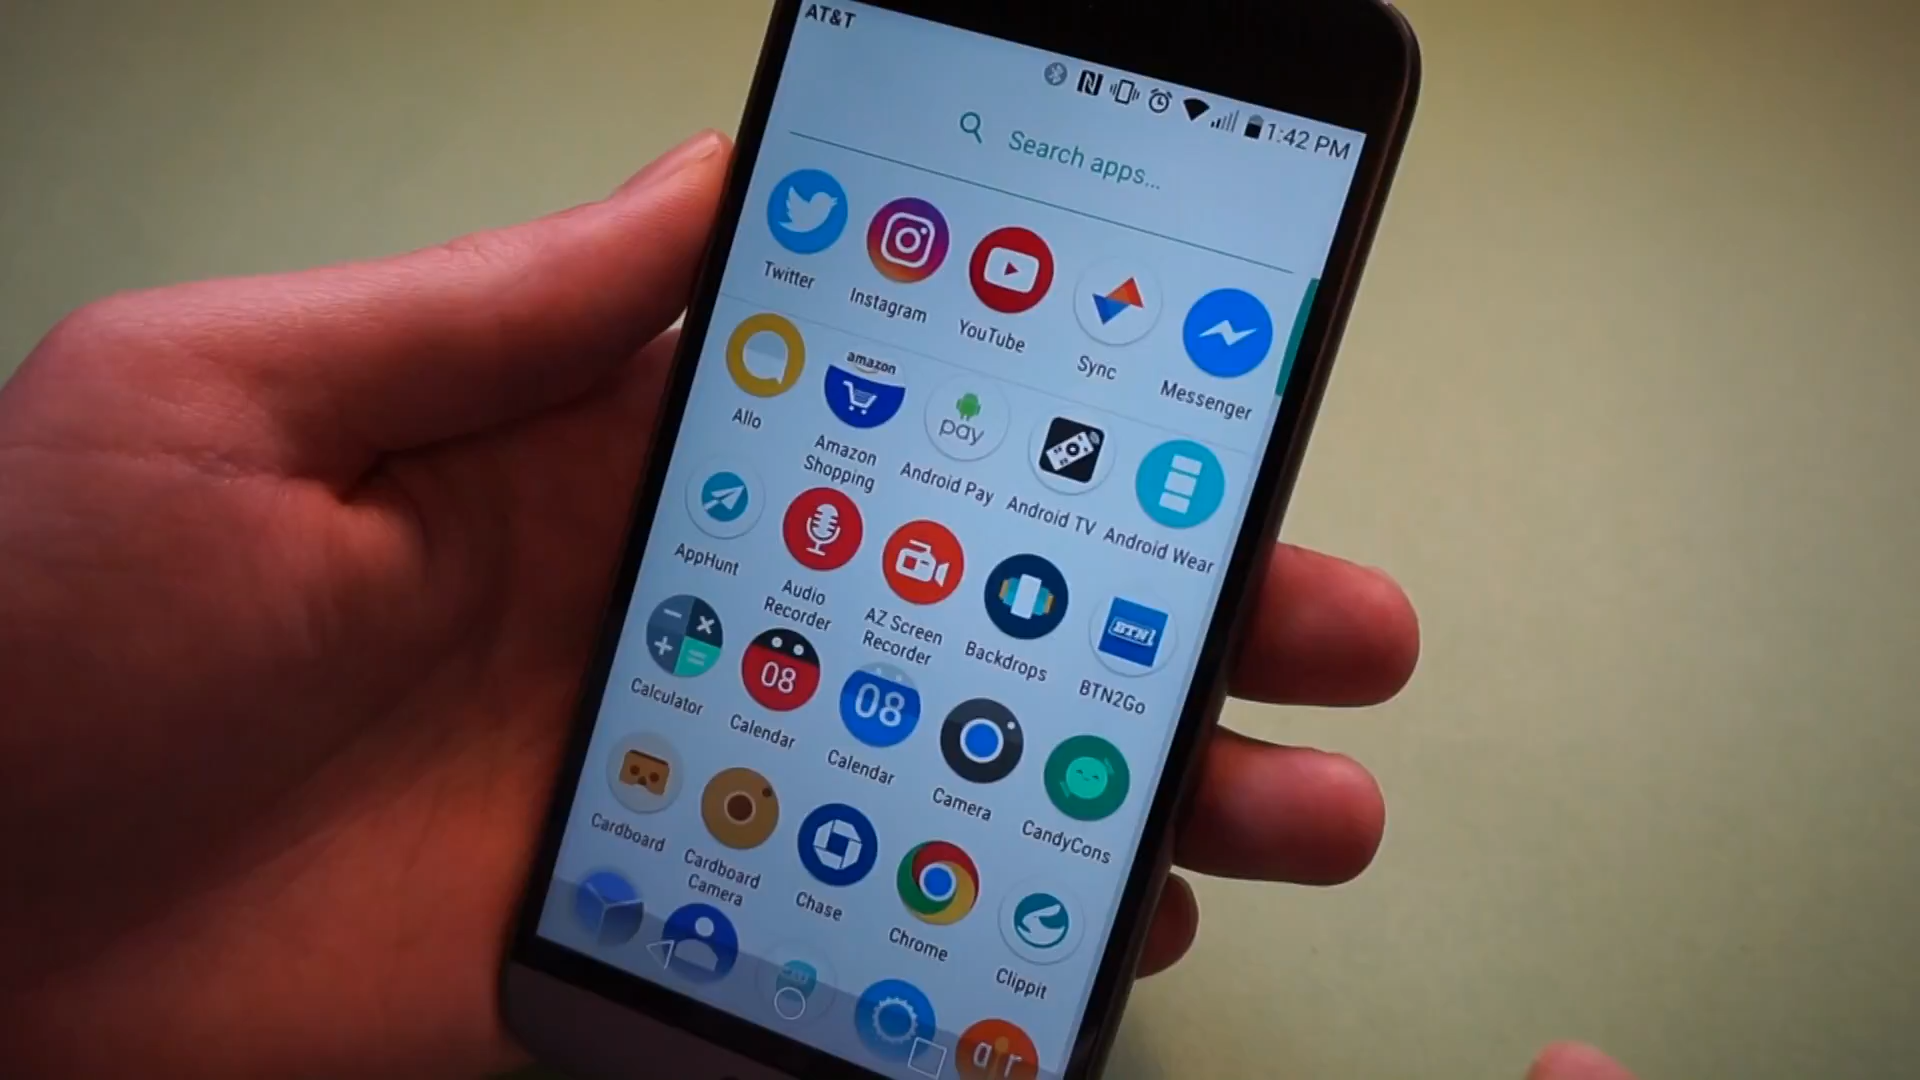 AT&T
1:42 PM
Search apps...
Twitter
Instagram
YouTube
Sync
Messenger
amazon
pay
Allo
Amazon
Shopping
Android Pay
Android TV
Android Wear
BTN
AppHunt
Audio
Recorder
AZ Screen
Recorder
Backdrops
BTN2Go
08
08
Calculator
Calendar
Calendar
Camera
CandyCons
Cardboard
Cardboard
Camera
Chase
Chrome
Clippit
air